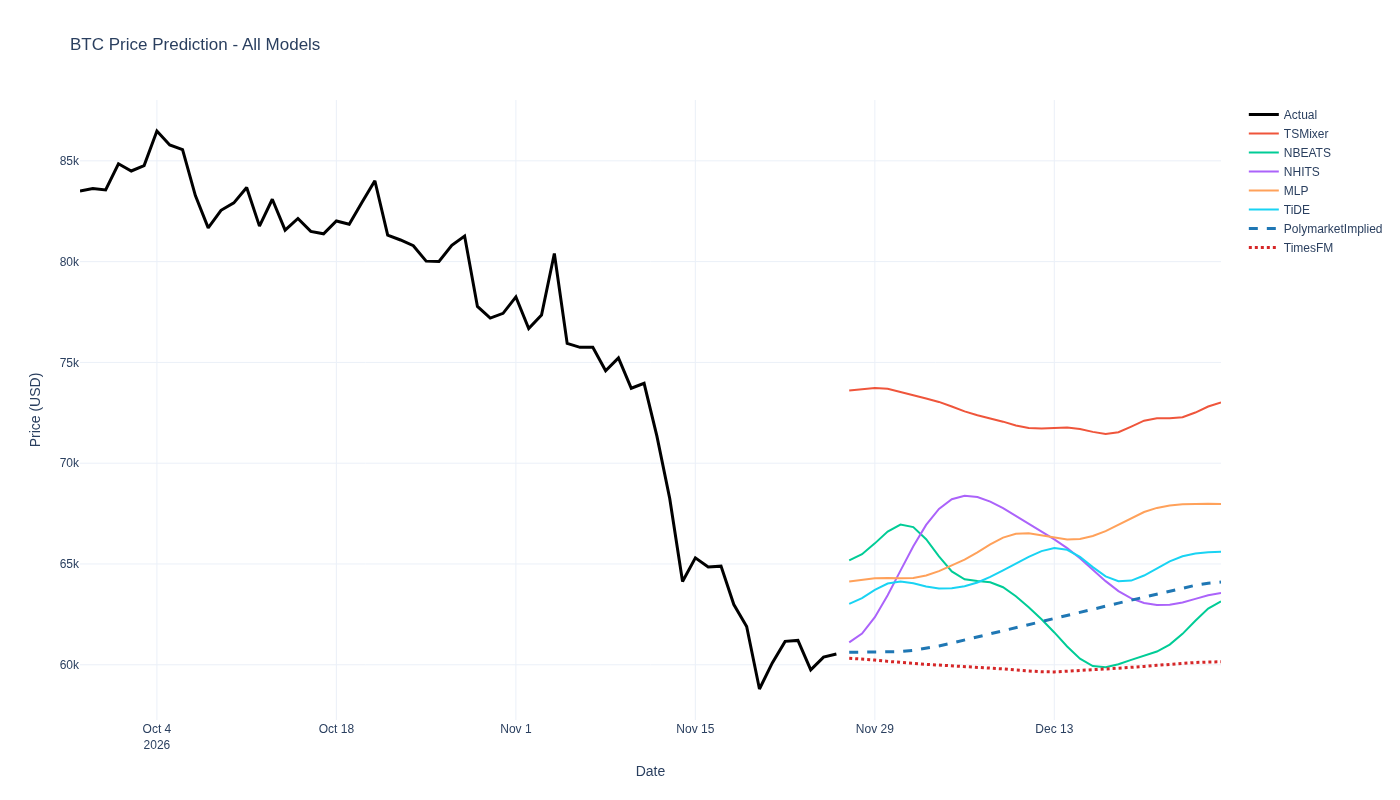 BTC Price Prediction - All Models
Actual
TSMixer
NBEATS
NHITS
MLP
TiDE
PolymarketImplied
TimesFM
85k
80k
75k
70k
65k
60k
Price (USD)
Oct 4
2026
Oct 18
Nov 1
Nov 15
Nov 29
Dec 13
Date